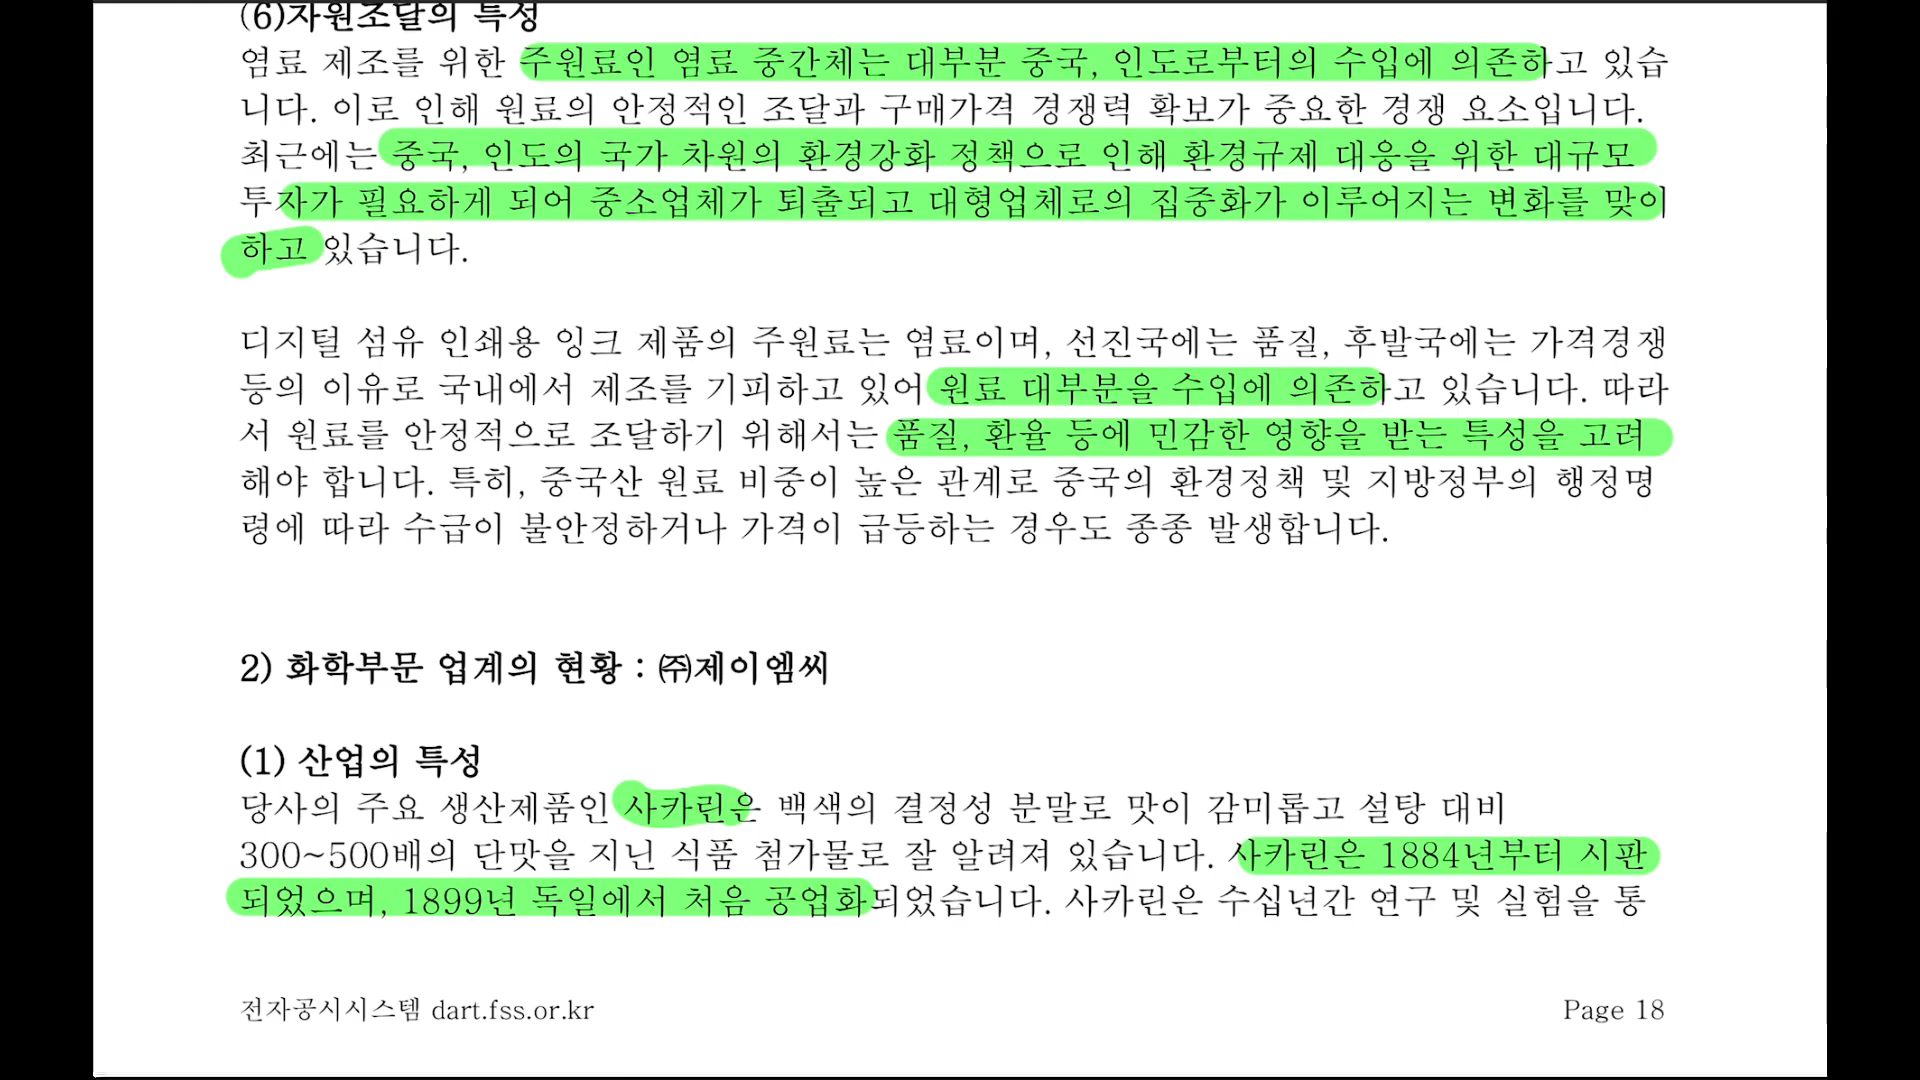 (6)자원조달의 특성
염료 제조를 위한 주원료인 염료 중간체는 대부분 중국, 인도로부터의 수입에 의존하고 있습
니다. 이로 인해 원료의 안정적인 조달과 구매가격 경쟁력 확보가 중요한 경쟁 요소입니다.
최근에는 중국, 인도의 국가 차원의 환경강화 정책으로 인해 환경규제 대응을 위한 대규모
투자가 필요하게 되어 중소업체가 퇴출되고 대형업체로의 집중화가 이루어지는 변화를 맞이
하고 있습니다.
디지털 섬유 인쇄용 잉크 제품의 주원료는 염료이며, 선진국에는 품질, 후발국에는 가격경쟁
등의 이유로 국내에서 제조를 기피하고 있어 원료 대부분을 수입에 의존하고 있습니다. 따라
서 원료를 안정적으로 조달하기 위해서는 품질, 환율 등에 민감한 영향을 받는 특성을 고려
해야 합니다. 특히, 중국산 원료 비중이 높은 관계로 중국의 환경정책 및 지방정부의 행정명
령에 따라 수급이 불안정하거나 가격이 급등하는 경우도 종종 발생합니다.
2) 화학부문 업계의 현황 : ㈜제이엠씨
(1) 산업의 특성
당사의 주요 생산제품인 사카린은 백색의 결정성 분말로 맛이 감미롭고 설탕 대비
300~500배의 단맛을 지닌 식품 첨가물로 잘 알려져 있습니다. 사카린은 1884년부터 시판
되었으며, 1899년 독일에서 처음 공업화되었습니다. 사카린은 수십년간 연구 및 실험을 통
전자공시시스템 dart.fss.or.kr
Page 18